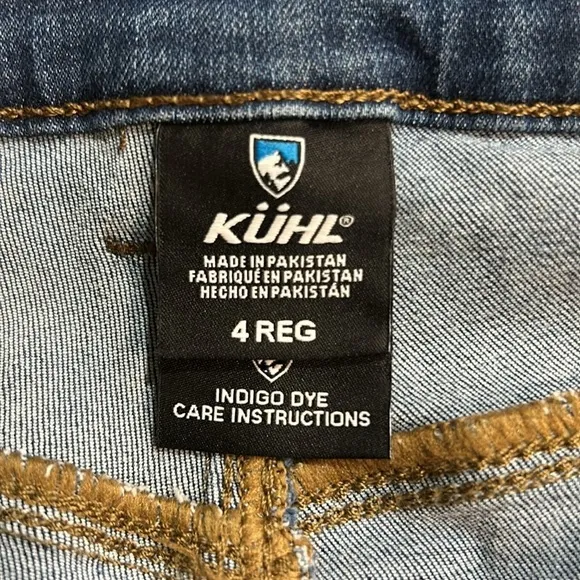 KÜHL®
MADE IN PAKISTAN
FABRIQUÉ EN PAKISTAN
HECHO EN PAKISTÁN
4 REG
INDIGO DYE
CARE INSTRUCTIONS